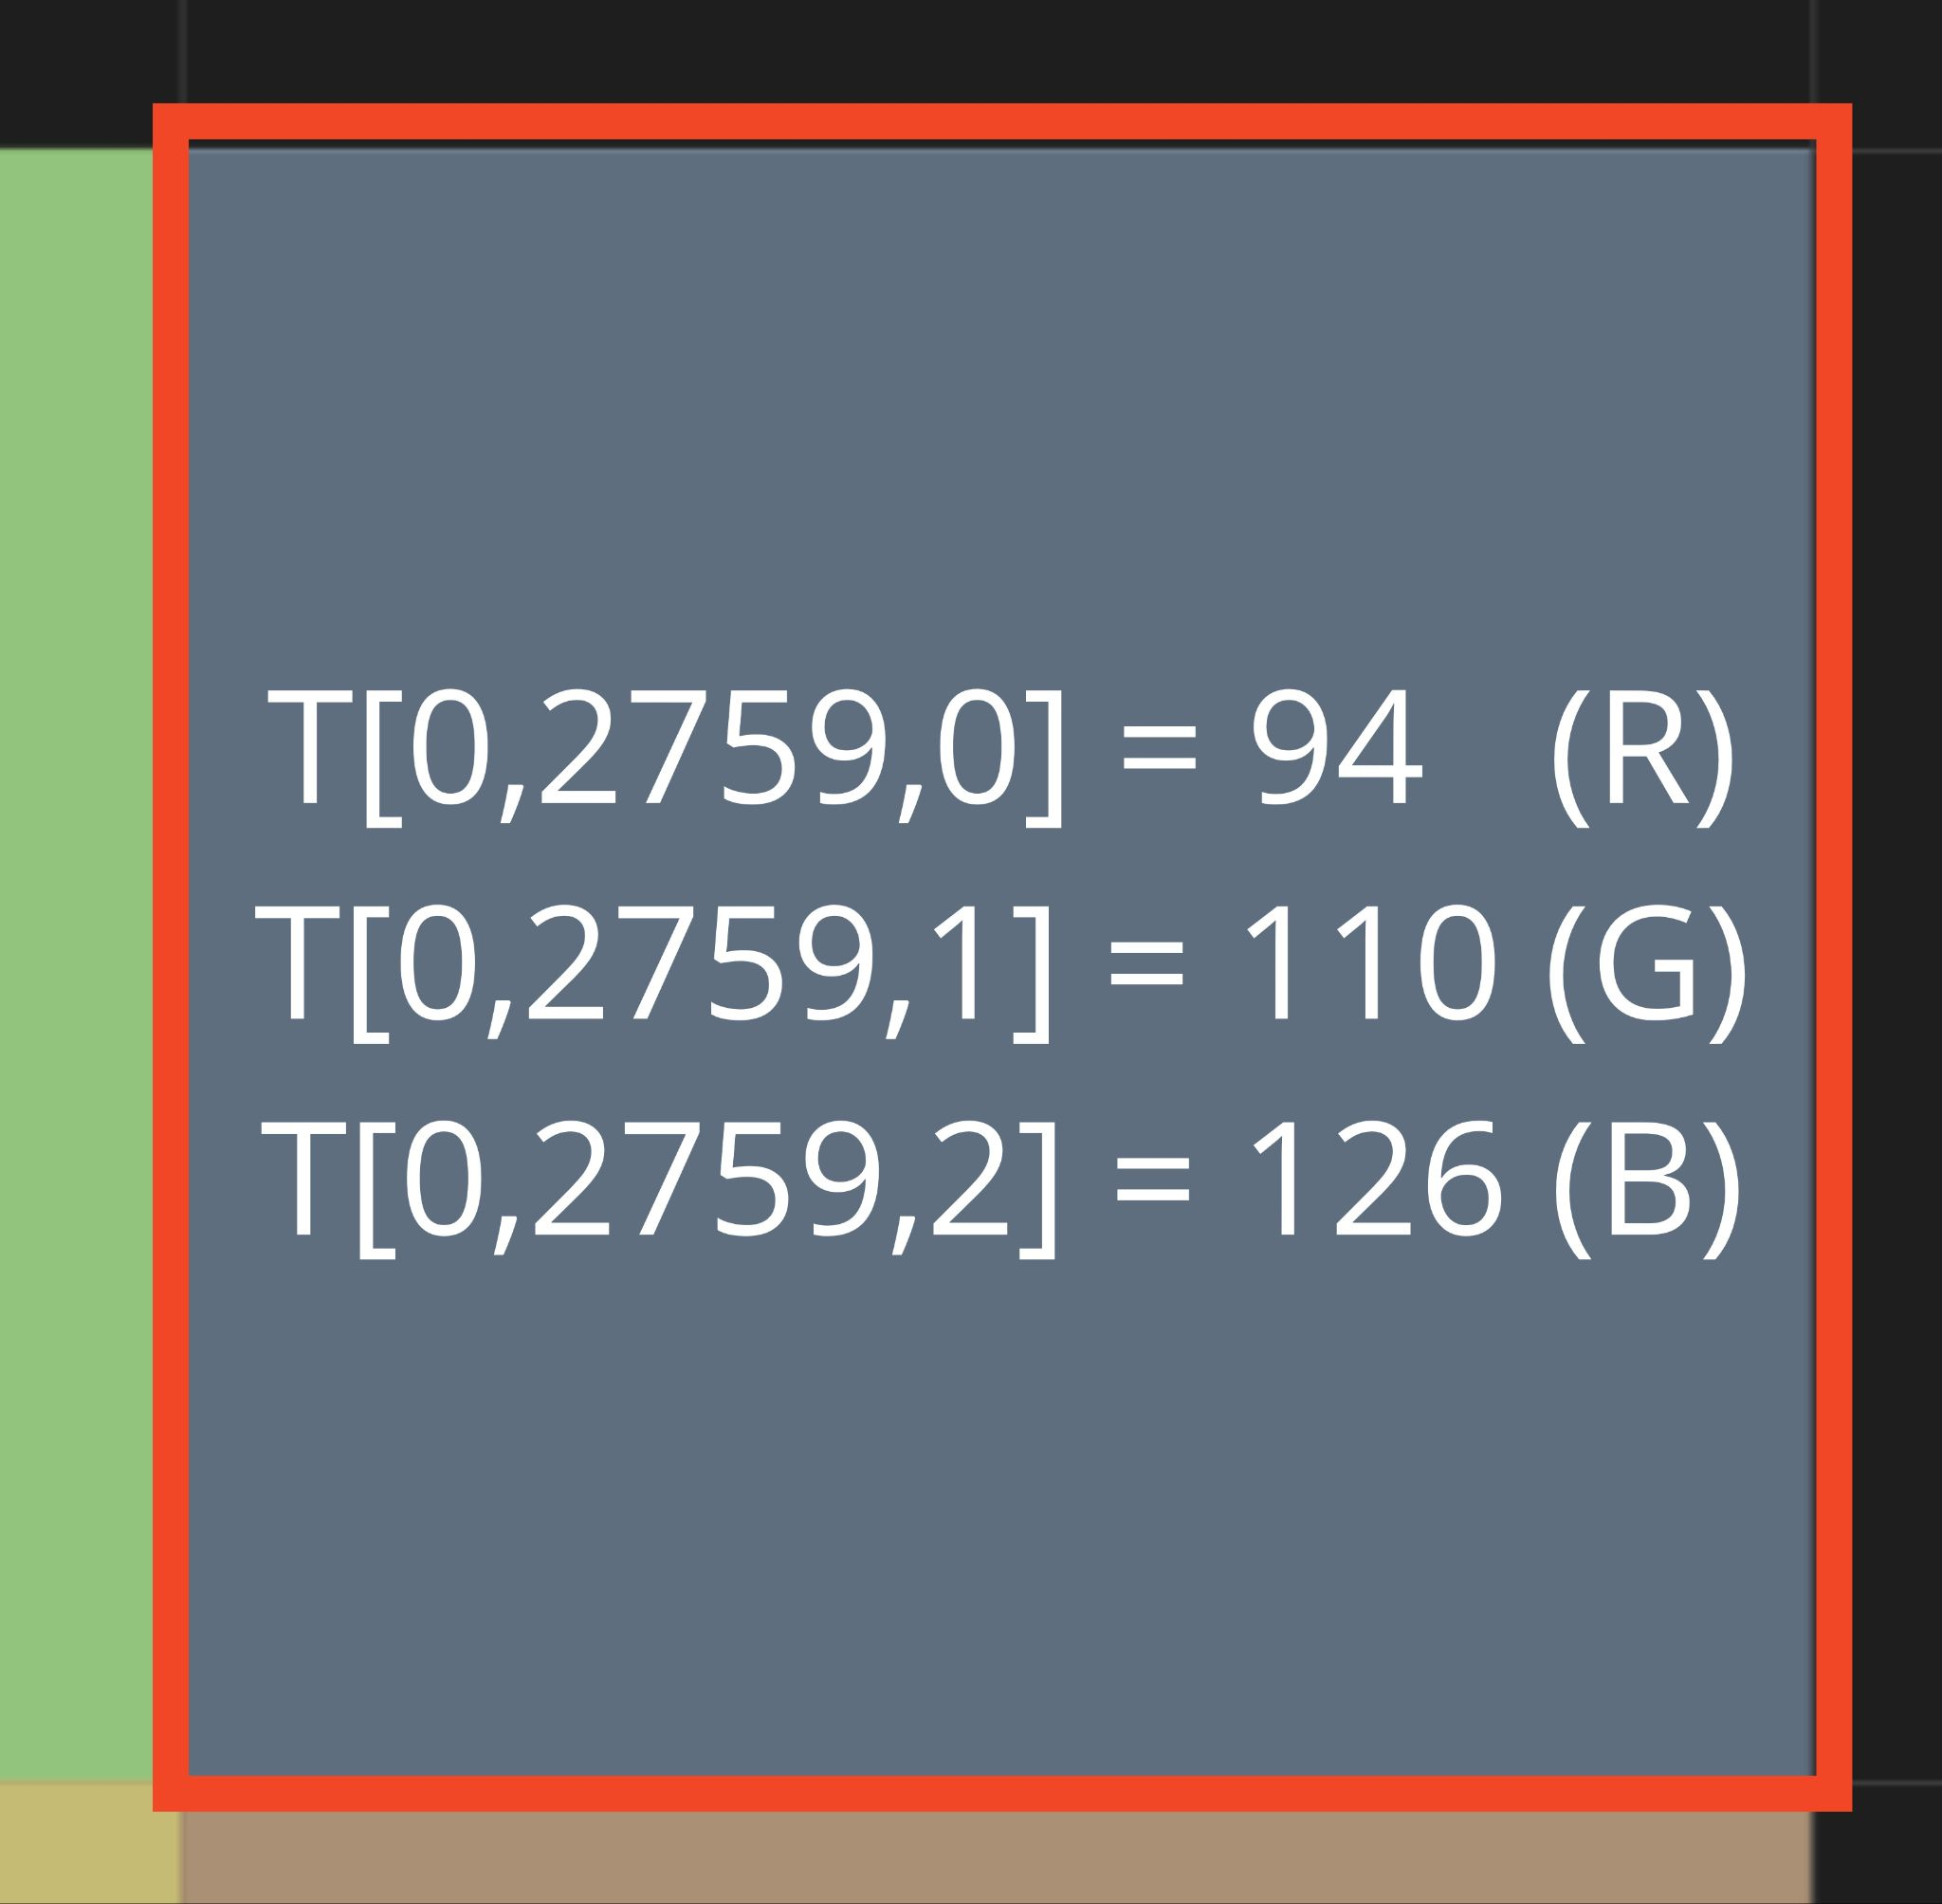 T[0,2759,0] = 94 (R)
T[0,2759,1] = 110 (G)
T[0,2759,2] = 126 (B)